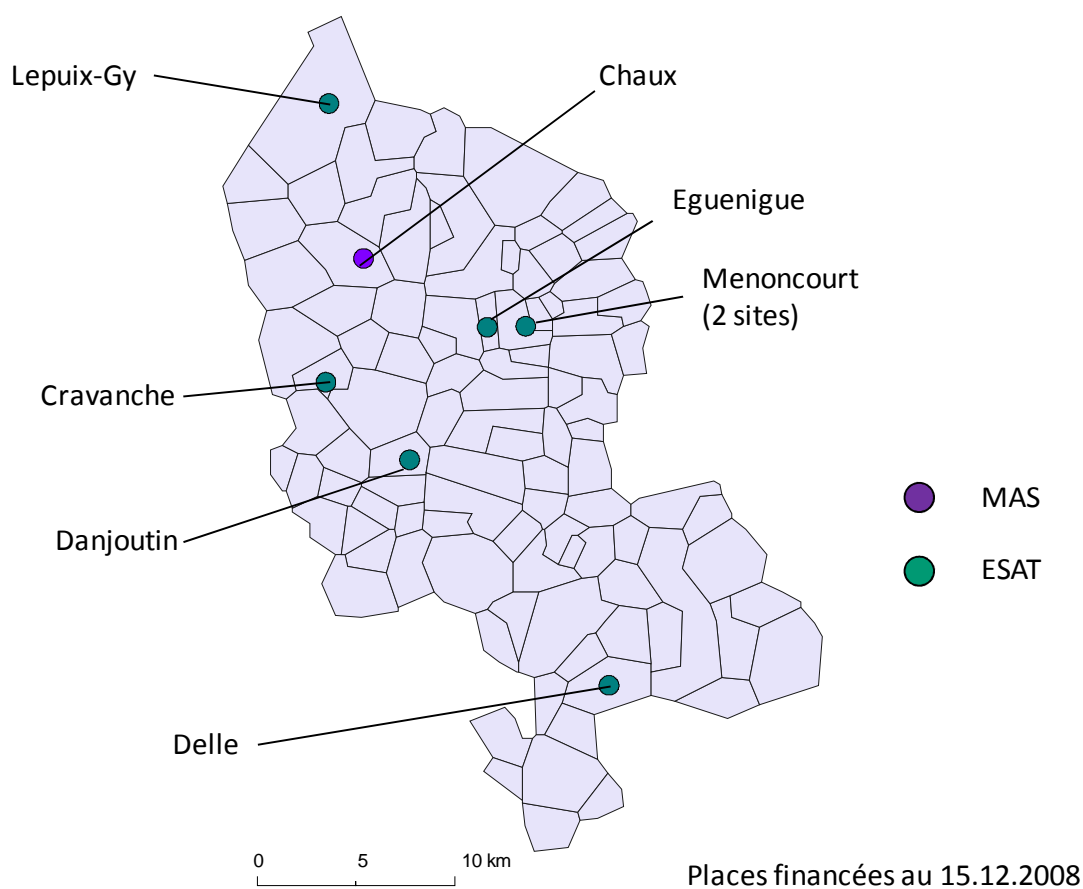 Lepuix-Gy
Chaux
Eguenigue
Menoncourt
(2 sites)
Cravanche
MAS
Danjoutin
ESAT
Delle
0 5 10 km
Places financées au 15.12.2008